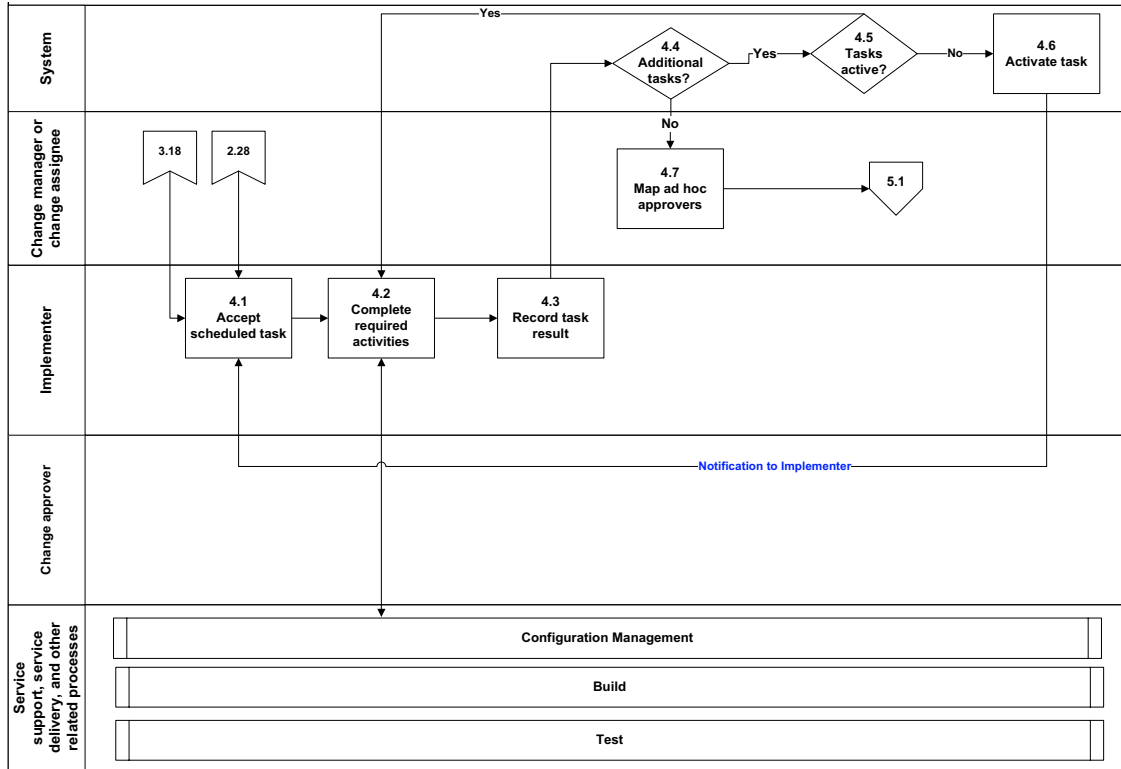 System
Yes
4.4
Additional
tasks?
Yes
4.5
Tasks
active?
No
4.6
Activate task
Change manager or
change assignee
3.18
2.28
No
4.7
Map ad hoc
approvers
5.1
Implementer
4.1
Accept
scheduled task
4.2
Complete
required
activities
4.3
Record task
result
Change approver
Notification to Implementer
Service
support, service
delivery, and other
related processes
Configuration Management
Build
Test